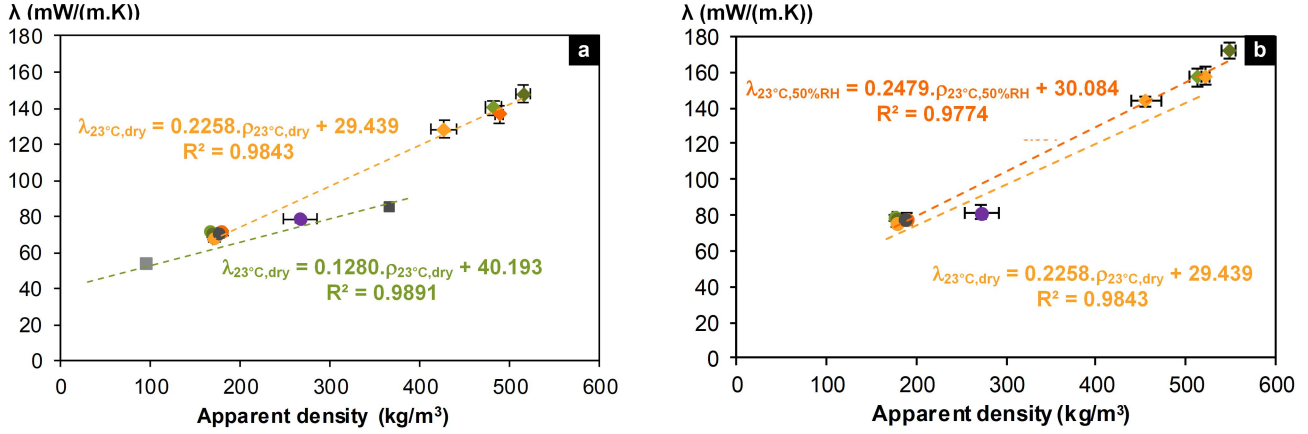 λ (mW/(m.K))
180
160
140
120
100
80
60
40
20
0
0 100 200 300 400 500 600
Apparent density (kg/m³)
a
λ23°C,dry = 0.2258.ρ23°C,dry + 29.439
R² = 0.9843
λ23°C,dry = 0.1280.ρ23°C,dry + 40.193
R² = 0.9891
λ (mW/(m.K))
180
160
140
120
100
80
60
40
20
0
0 100 200 300 400 500 600
Apparent density (kg/m³)
b
λ23°C,50%RH = 0.2479.ρ23°C,50%RH + 30.084
R² = 0.9774
λ23°C,dry = 0.2258.ρ23°C,dry + 29.439
R² = 0.9843